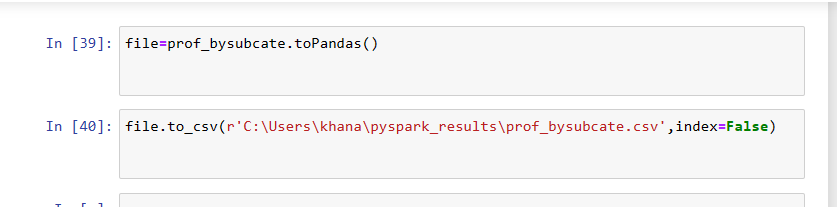 In [39]: file=prof_bysubcate.toPandas()
In [40]: file.to_csv(r'C:\Users\khana\pyspark_results\prof_bysubcate.csv',index=False)